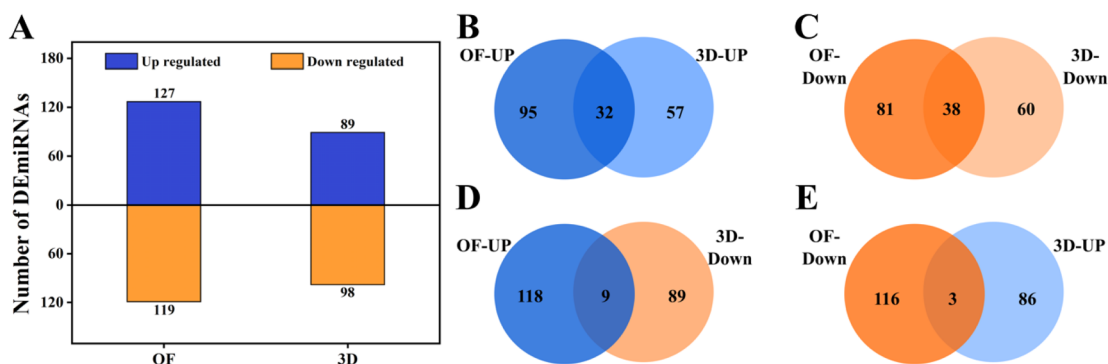 A
Number of DEmiRNAs
180
120
60
0
60
120
Up regulated
Down regulated
127
89
119
98
OF
3D
B
OF-UP
3D-UP
95
32
57
C
OF-
Down
3D-
Down
81
38
60
D
OF-UP
3D-
Down
118
9
89
E
OF-
Down
3D-UP
116
3
86